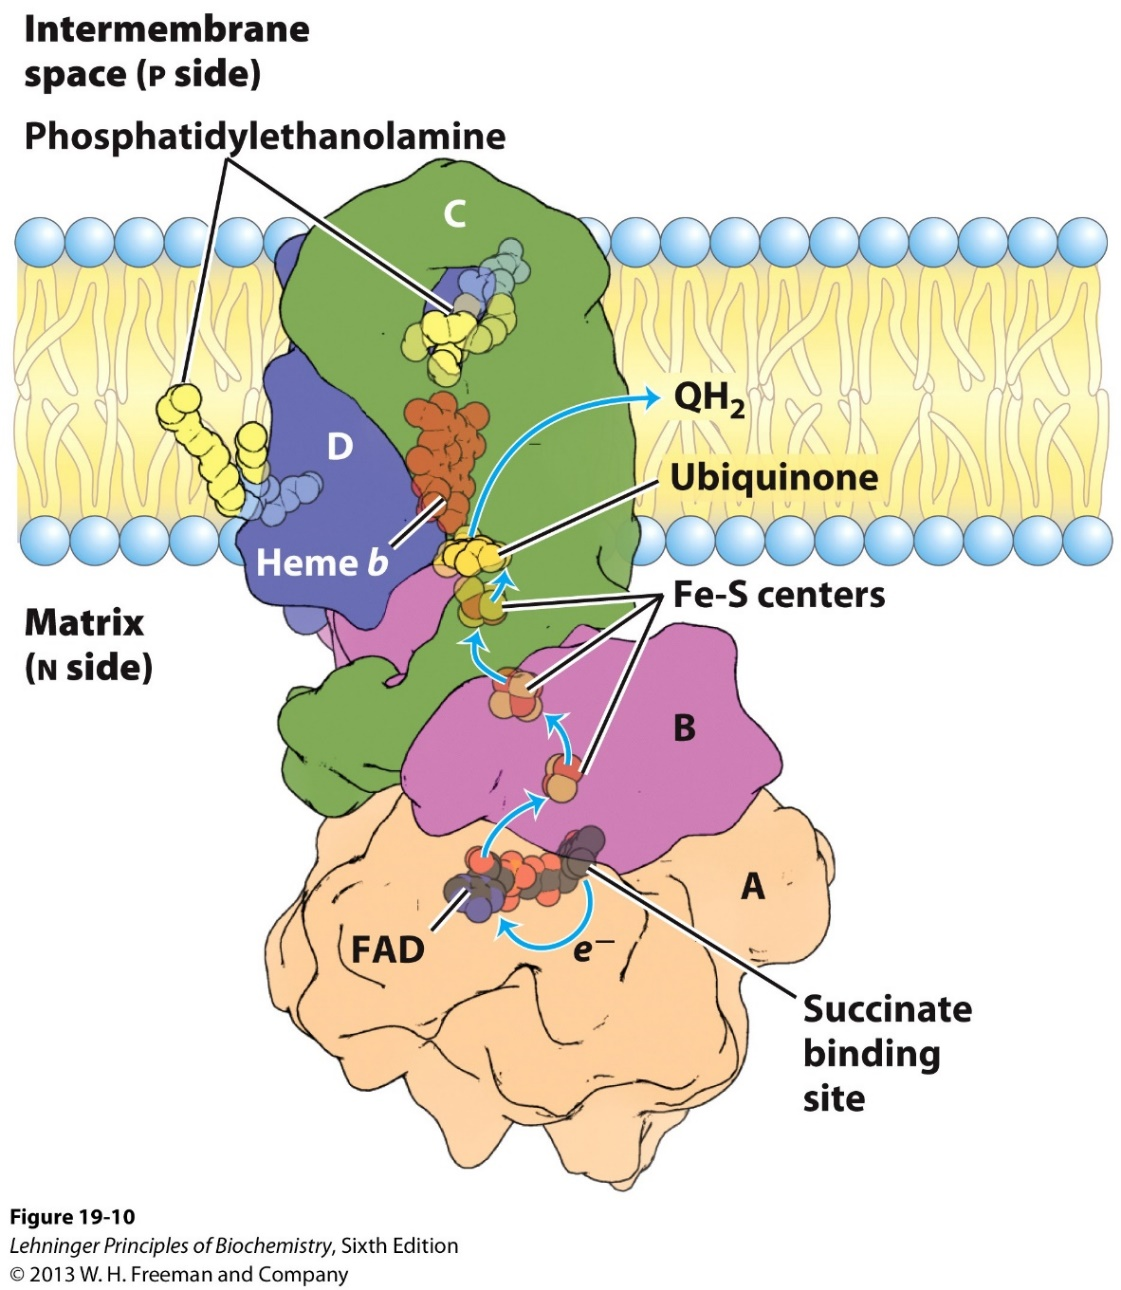 Intermembrane
space (P side)
Phosphatidylethanolamine
C
QH2
D
Ubiquinone
Heme b
Fe-S centers
Matrix
(N side)
B
A
FAD
e−
Succinate
binding
site
Figure 19-10
Lehninger Principles of Biochemistry, Sixth Edition
© 2013 W. H. Freeman and Company